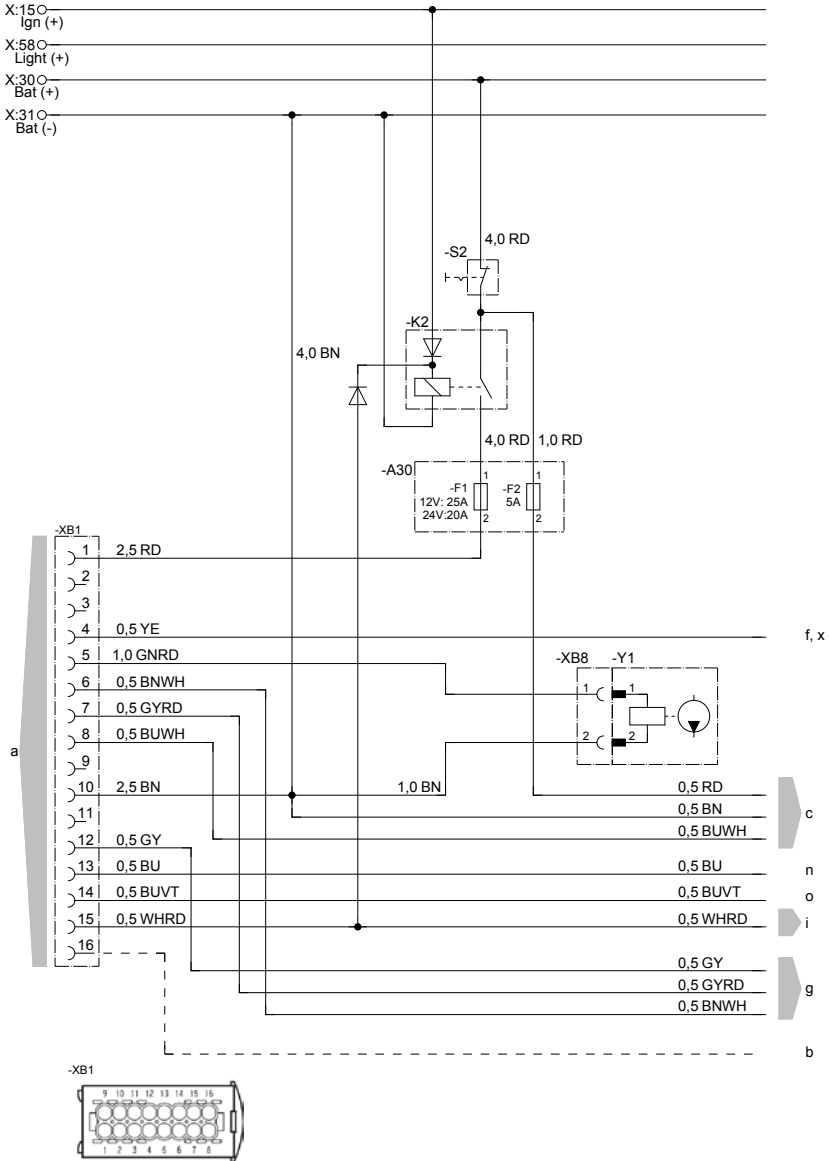 X:15
Ign (+)
X:58
Light (+)
X:30
Bat (+)
X:31
Bat (-)
4,0 RD
-S2
-K2
4,0 BN
4,0 RD 1,0 RD
-A30
1 1
-F1 -F2
12V: 25A 5A
24V:20A 2 2
-XB1
1 2,5 RD
2
3
4 0,5 YE f, x
5 1,0 GNRD
-XB8 -Y1
6 0,5 BNWH
1 1
7 0,5 GYRD
8 0,5 BUWH
2 2
a
9
10 2,5 BN 1,0 BN 0,5 RD
0,5 BN c
11
0,5 BUWH
12 0,5 GY
13 0,5 BU 0,5 BU n
14 0,5 BUVT 0,5 BUVT o
15 0,5 WHRD 0,5 WHRD i
16
0,5 GY
0,5 GYRD g
0,5 BNWH
b
-XB1
9 10 11 12 13 14 15 16
1 2 3 4 5 6 7 8